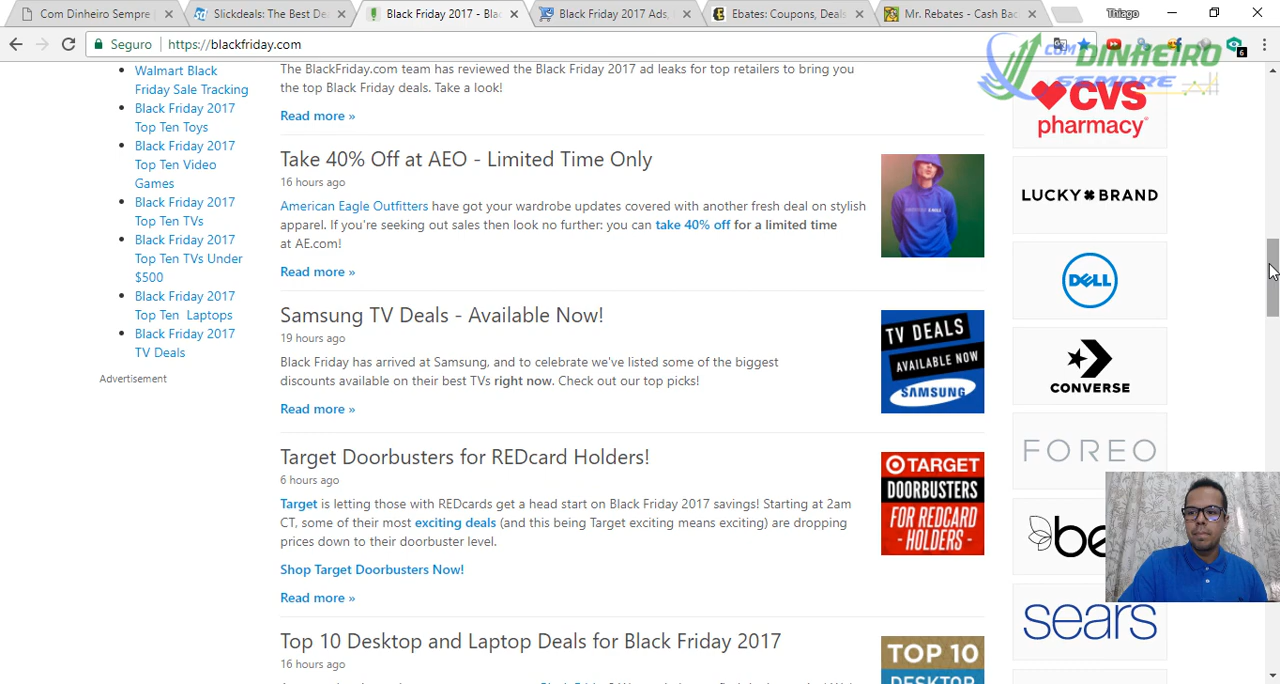 Com Dinheiro Sempre
Slickdeals: The Best De
Black Friday 2017 - Blac
Black Friday 2017 Ads,
Ebates: Coupons, Deals
Mr. Rebates - Cash Bac
Thiago
Seguro
https://blackfriday.com
6
COM DINHEIRO
SEMPRE
Walmart Black
Friday Sale Tracking
Black Friday 2017
Top Ten Toys
Black Friday 2017
Top Ten Video
Games
Black Friday 2017
Top Ten TVs
Black Friday 2017
Top Ten TVs Under
$500
Black Friday 2017
Top Ten Laptops
Black Friday 2017
TV Deals
Advertisement
The BlackFriday.com team has reviewed the Black Friday 2017 ad leaks for top retailers to bring you
the top Black Friday deals. Take a look!
Read more »
Take 40% Off at AEO - Limited Time Only
16 hours ago
American Eagle Outfitters have got your wardrobe updates covered with another fresh deal on stylish
apparel. If you're seeking out sales then look no further: you can take 40% off for a limited time
at AE.com!
Read more »
Samsung TV Deals - Available Now!
19 hours ago
Black Friday has arrived at Samsung, and to celebrate we've listed some of the biggest
discounts available on their best TVs right now. Check out our top picks!
Read more »
TV DEALS
AVAILABLE NOW
SAMSUNG
Target Doorbusters for REDcard Holders!
6 hours ago
Target is letting those with REDcards get a head start on Black Friday 2017 savings! Starting at 2am
CT, some of their most exciting deals (and this being Target exciting means exciting) are dropping
prices down to their doorbuster level.
Shop Target Doorbusters Now!
Read more »
TARGET
DOORBUSTERS
FOR REDCARD
- HOLDERS -
Top 10 Desktop and Laptop Deals for Black Friday 2017
16 hours ago
TOP 10
DESKTOP
CVS
pharmacy
LUCKY BRAND
DELL
CONVERSE
FOREO
be
sears